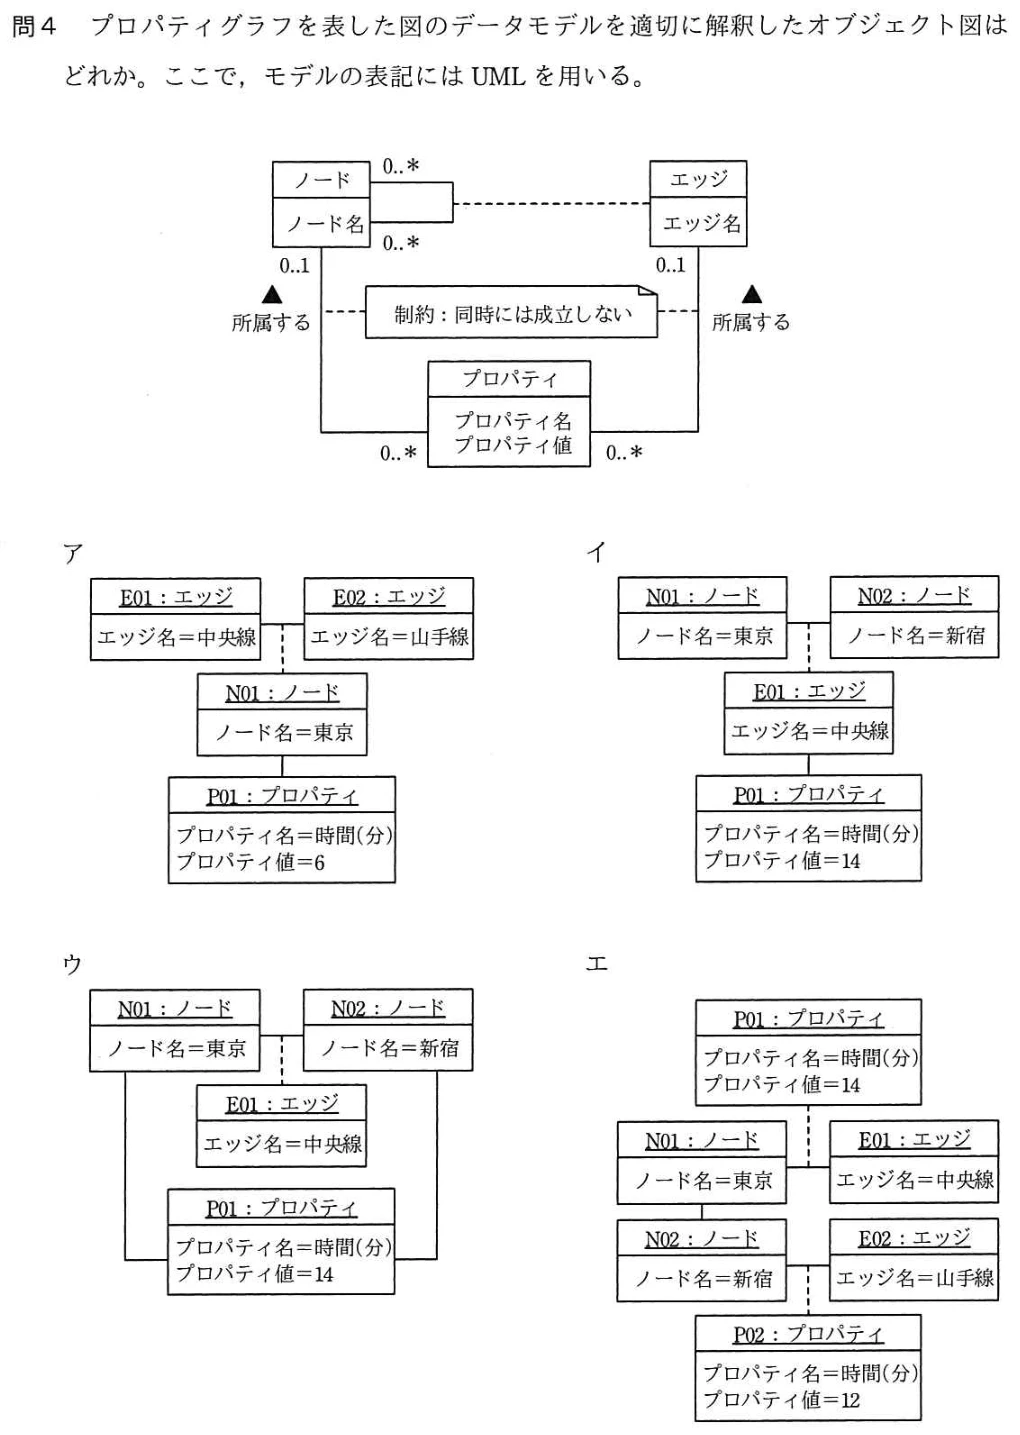 問4 プロパティグラフを表した図のデータモデルを適切に解釈したオブジェクト図は
どれか。ここで，モデルの表記には UML を用いる。
0..*
ノード
エッジ
ノード名
エッジ名
0..*
0..1
0..1
▲
▲
所属する
制約：同時には成立しない
所属する
プロパティ
プロパティ名
プロパティ値
0..*
0..*
ア
E01：エッジ
エッジ名＝中央線
E02：エッジ
エッジ名＝山手線
N01：ノード
ノード名＝東京
P01：プロパティ
プロパティ名＝時間(分)
プロパティ値＝6
イ
N01：ノード
ノード名＝東京
N02：ノード
ノード名＝新宿
E01：エッジ
エッジ名＝中央線
P01：プロパティ
プロパティ名＝時間(分)
プロパティ値＝14
ウ
N01：ノード
ノード名＝東京
N02：ノード
ノード名＝新宿
E01：エッジ
エッジ名＝中央線
P01：プロパティ
プロパティ名＝時間(分)
プロパティ値＝14
エ
P01：プロパティ
プロパティ名＝時間(分)
プロパティ値＝14
N01：ノード
ノード名＝東京
E01：エッジ
エッジ名＝中央線
N02：ノード
ノード名＝新宿
E02：エッジ
エッジ名＝山手線
P02：プロパティ
プロパティ名＝時間(分)
プロパティ値＝12